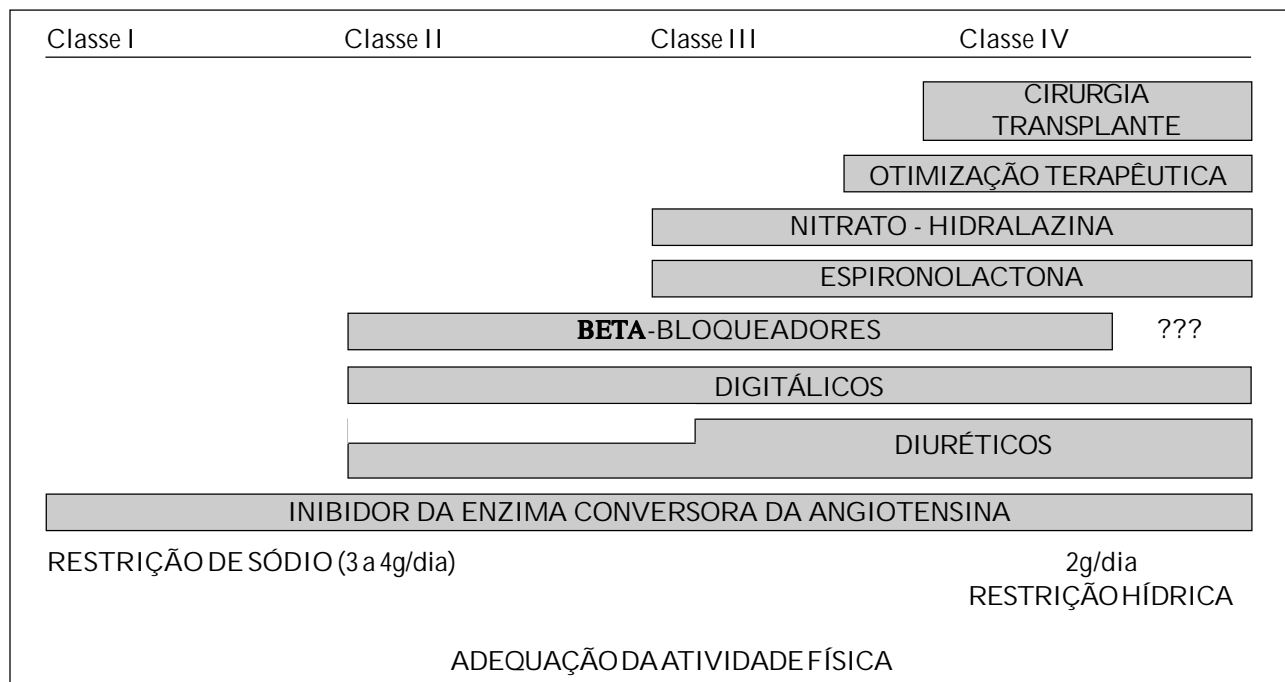 Classe I Classe II Classe III Classe IV
CIRURGIA
TRANSPLANTE
OTIMIZAÇÃO TERAPÊUTICA
NITRATO - HIDRALAZINA
ESPIRONOLACTONA
BETA-BLOQUEADORES ???
DIGITÁLICOS
DIURÉTICOS
INIBIDOR DA ENZIMA CONVERSORA DA ANGIOTENSINA
RESTRIÇÃO DE SÓDIO (3 a 4g/dia) 2g/dia
RESTRIÇÃO HÍDRICA
ADEQUAÇÃO DA ATIVIDADE FÍSICA